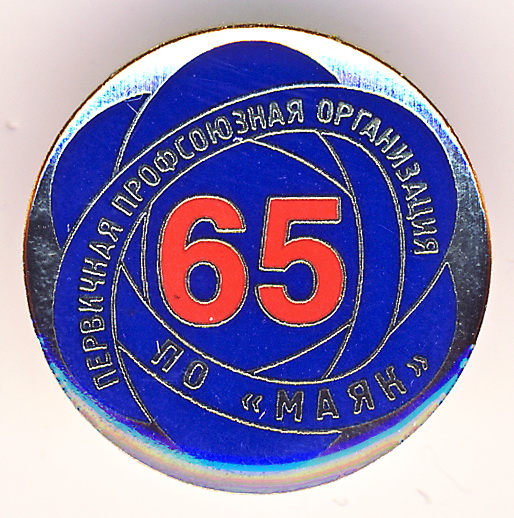 ПЕРВИЧНАЯ ПРОФСОЮЗНАЯ ОРГАНИЗАЦИЯ
65
ПО «МАЯК»